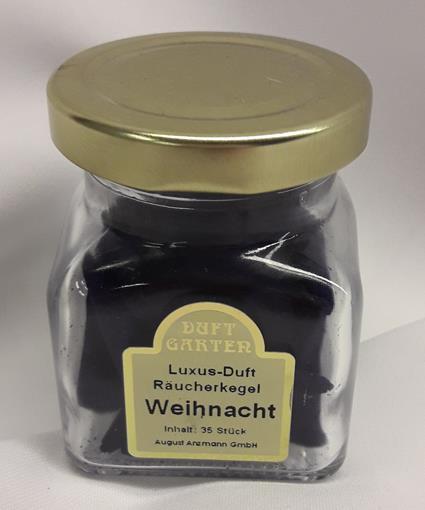 DUFT
GARTEN
Luxus-Duft
Räucherkegel
Weihnacht
Inhalt: 35 Stück
August Ansmann GmbH